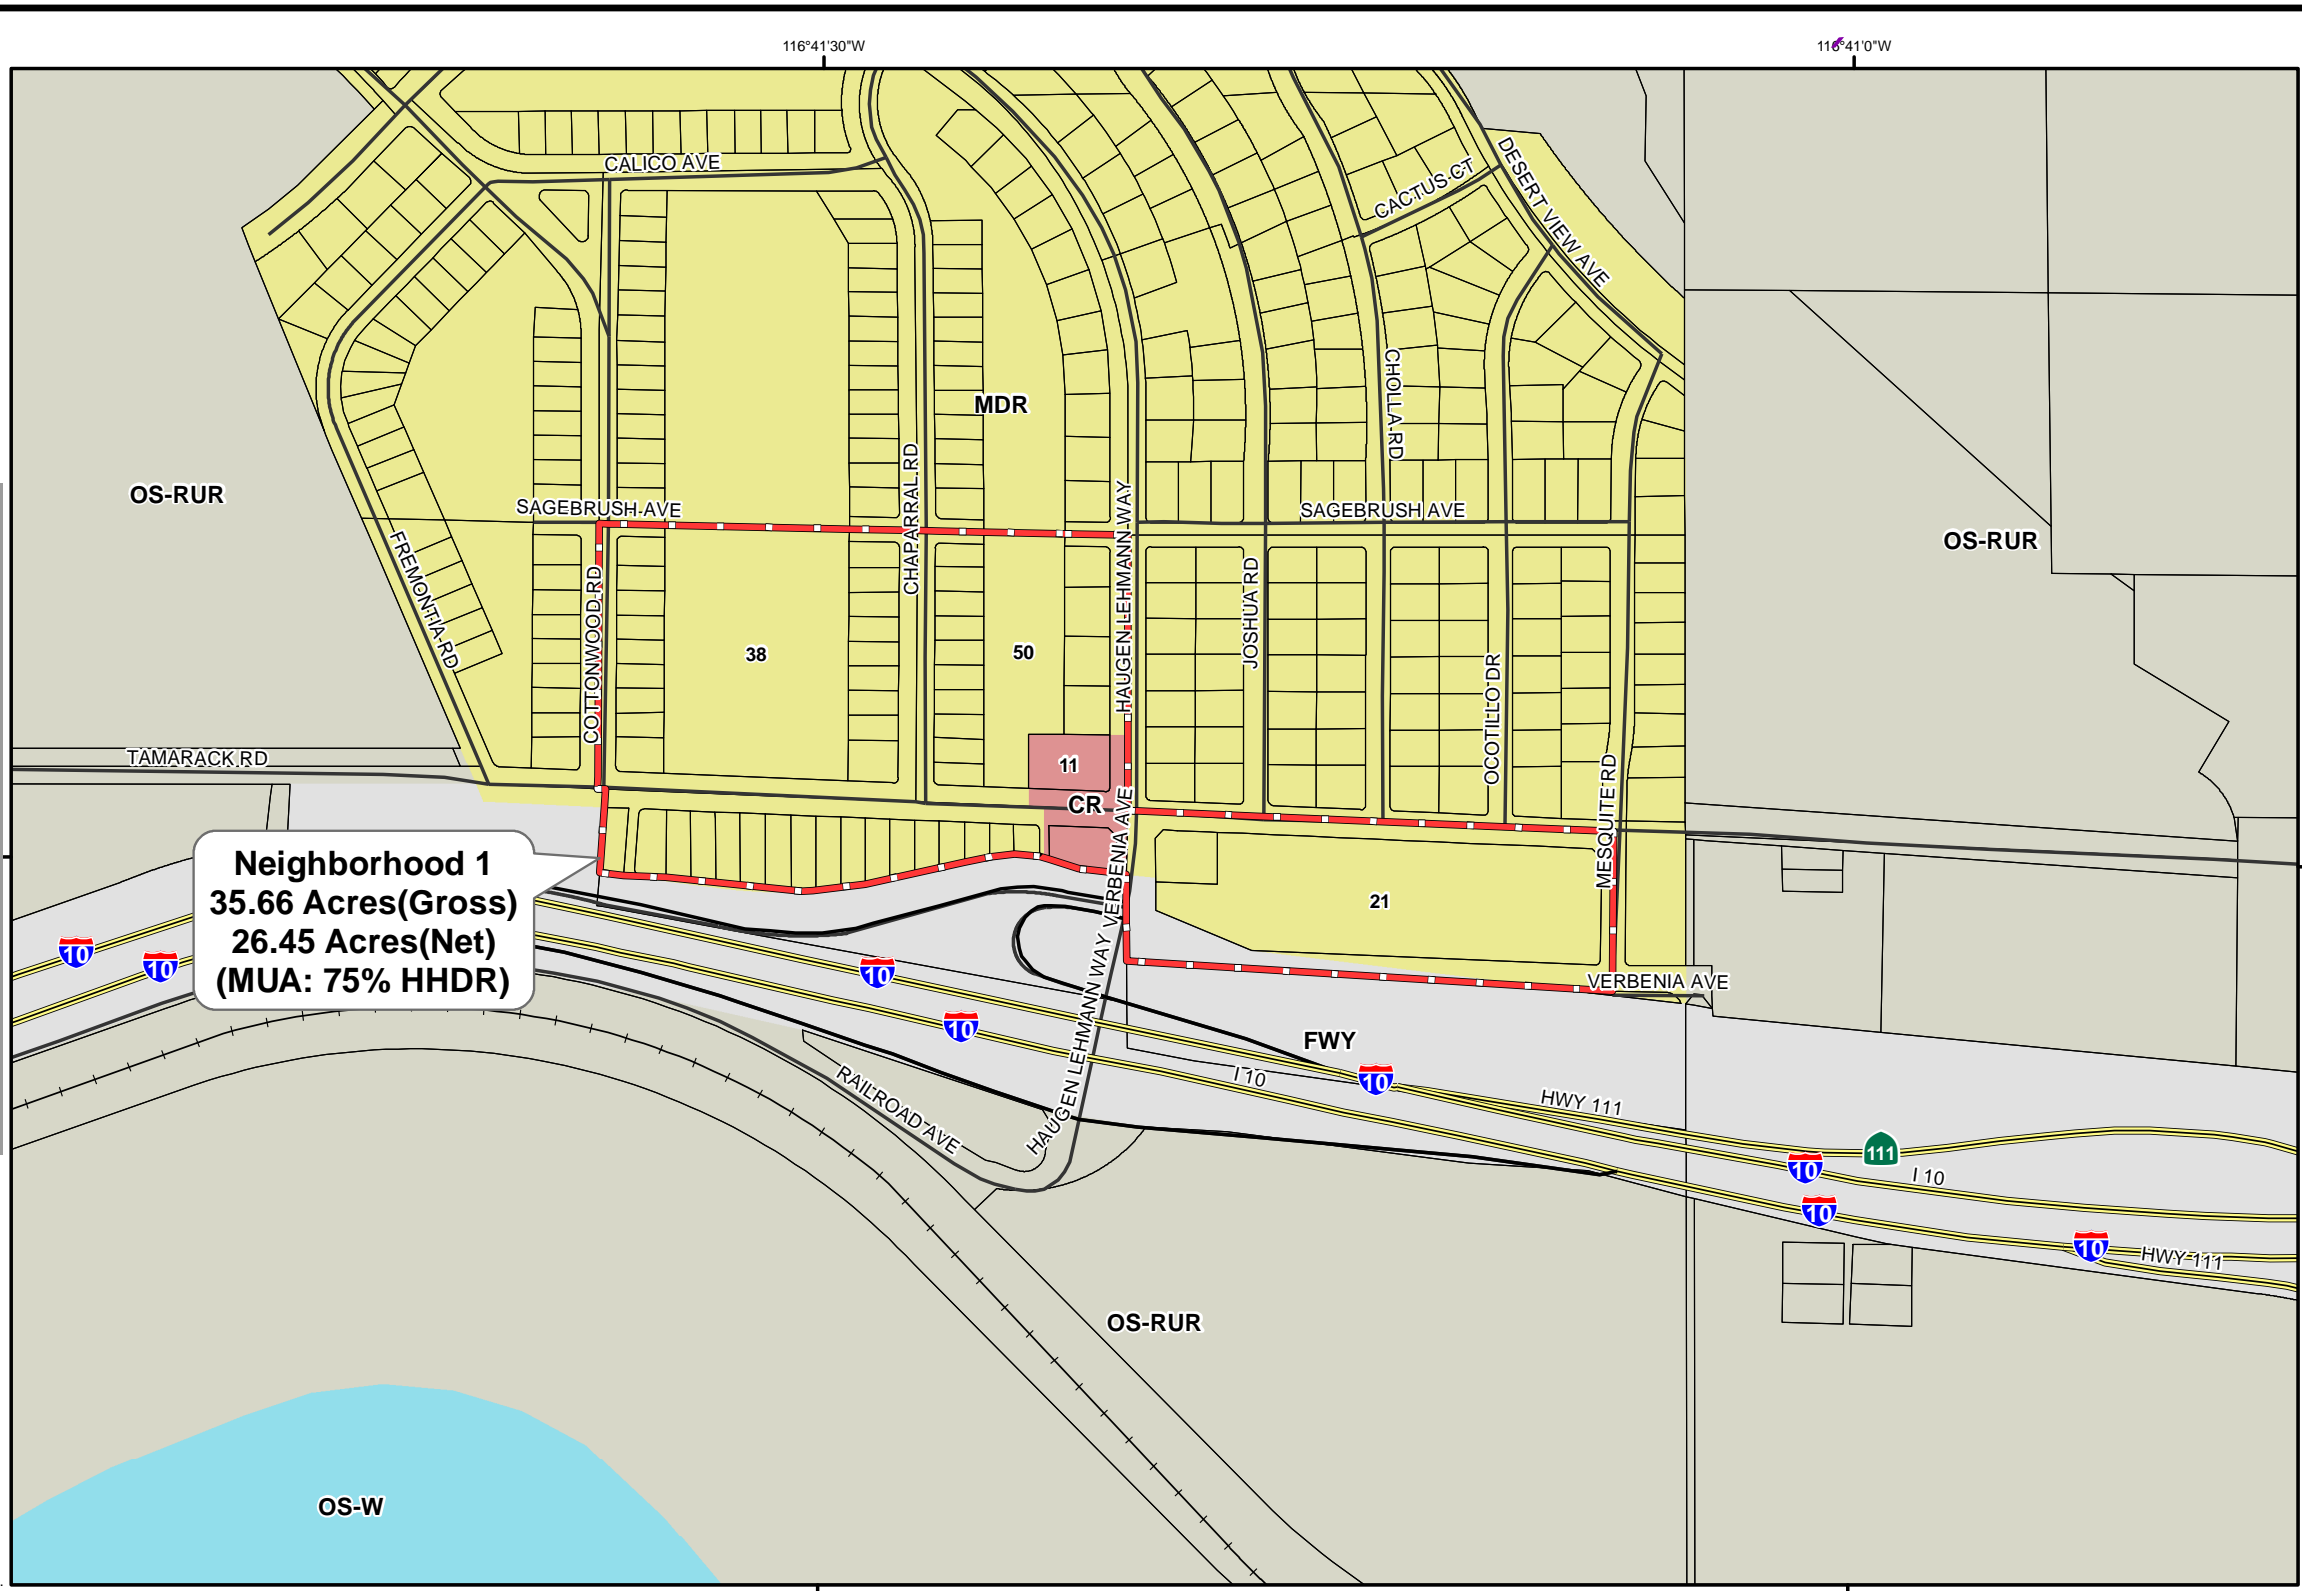 116°41'30"W
116°41'0"W
CALICO AVE
CACTUS CT
DESERT VIEW AVE
MDR
CHOLLA RD
CHAPARRAL RD
OS-RUR
SAGEBRUSH AVE
HAUGEN LEHMANN WAY
SAGEBRUSH AVE
OS-RUR
FREMONTIA RD
COTTONWOOD RD
JOSHUA RD
38
50
OCOTILLO DR
TAMARACK RD
11
CR
MESQUITE RD
VERBENIA AVE
Neighborhood 1
35.66 Acres(Gross)
26.45 Acres(Net)
(MUA: 75% HHDR)
21
10
10
10
10
HAUGEN LEHMANN WAY
VERBENIA AVE
FWY
I 10
10
HWY 111
RAILROAD AVE
111
10
I 10
10
10
HWY 111
OS-RUR
OS-W